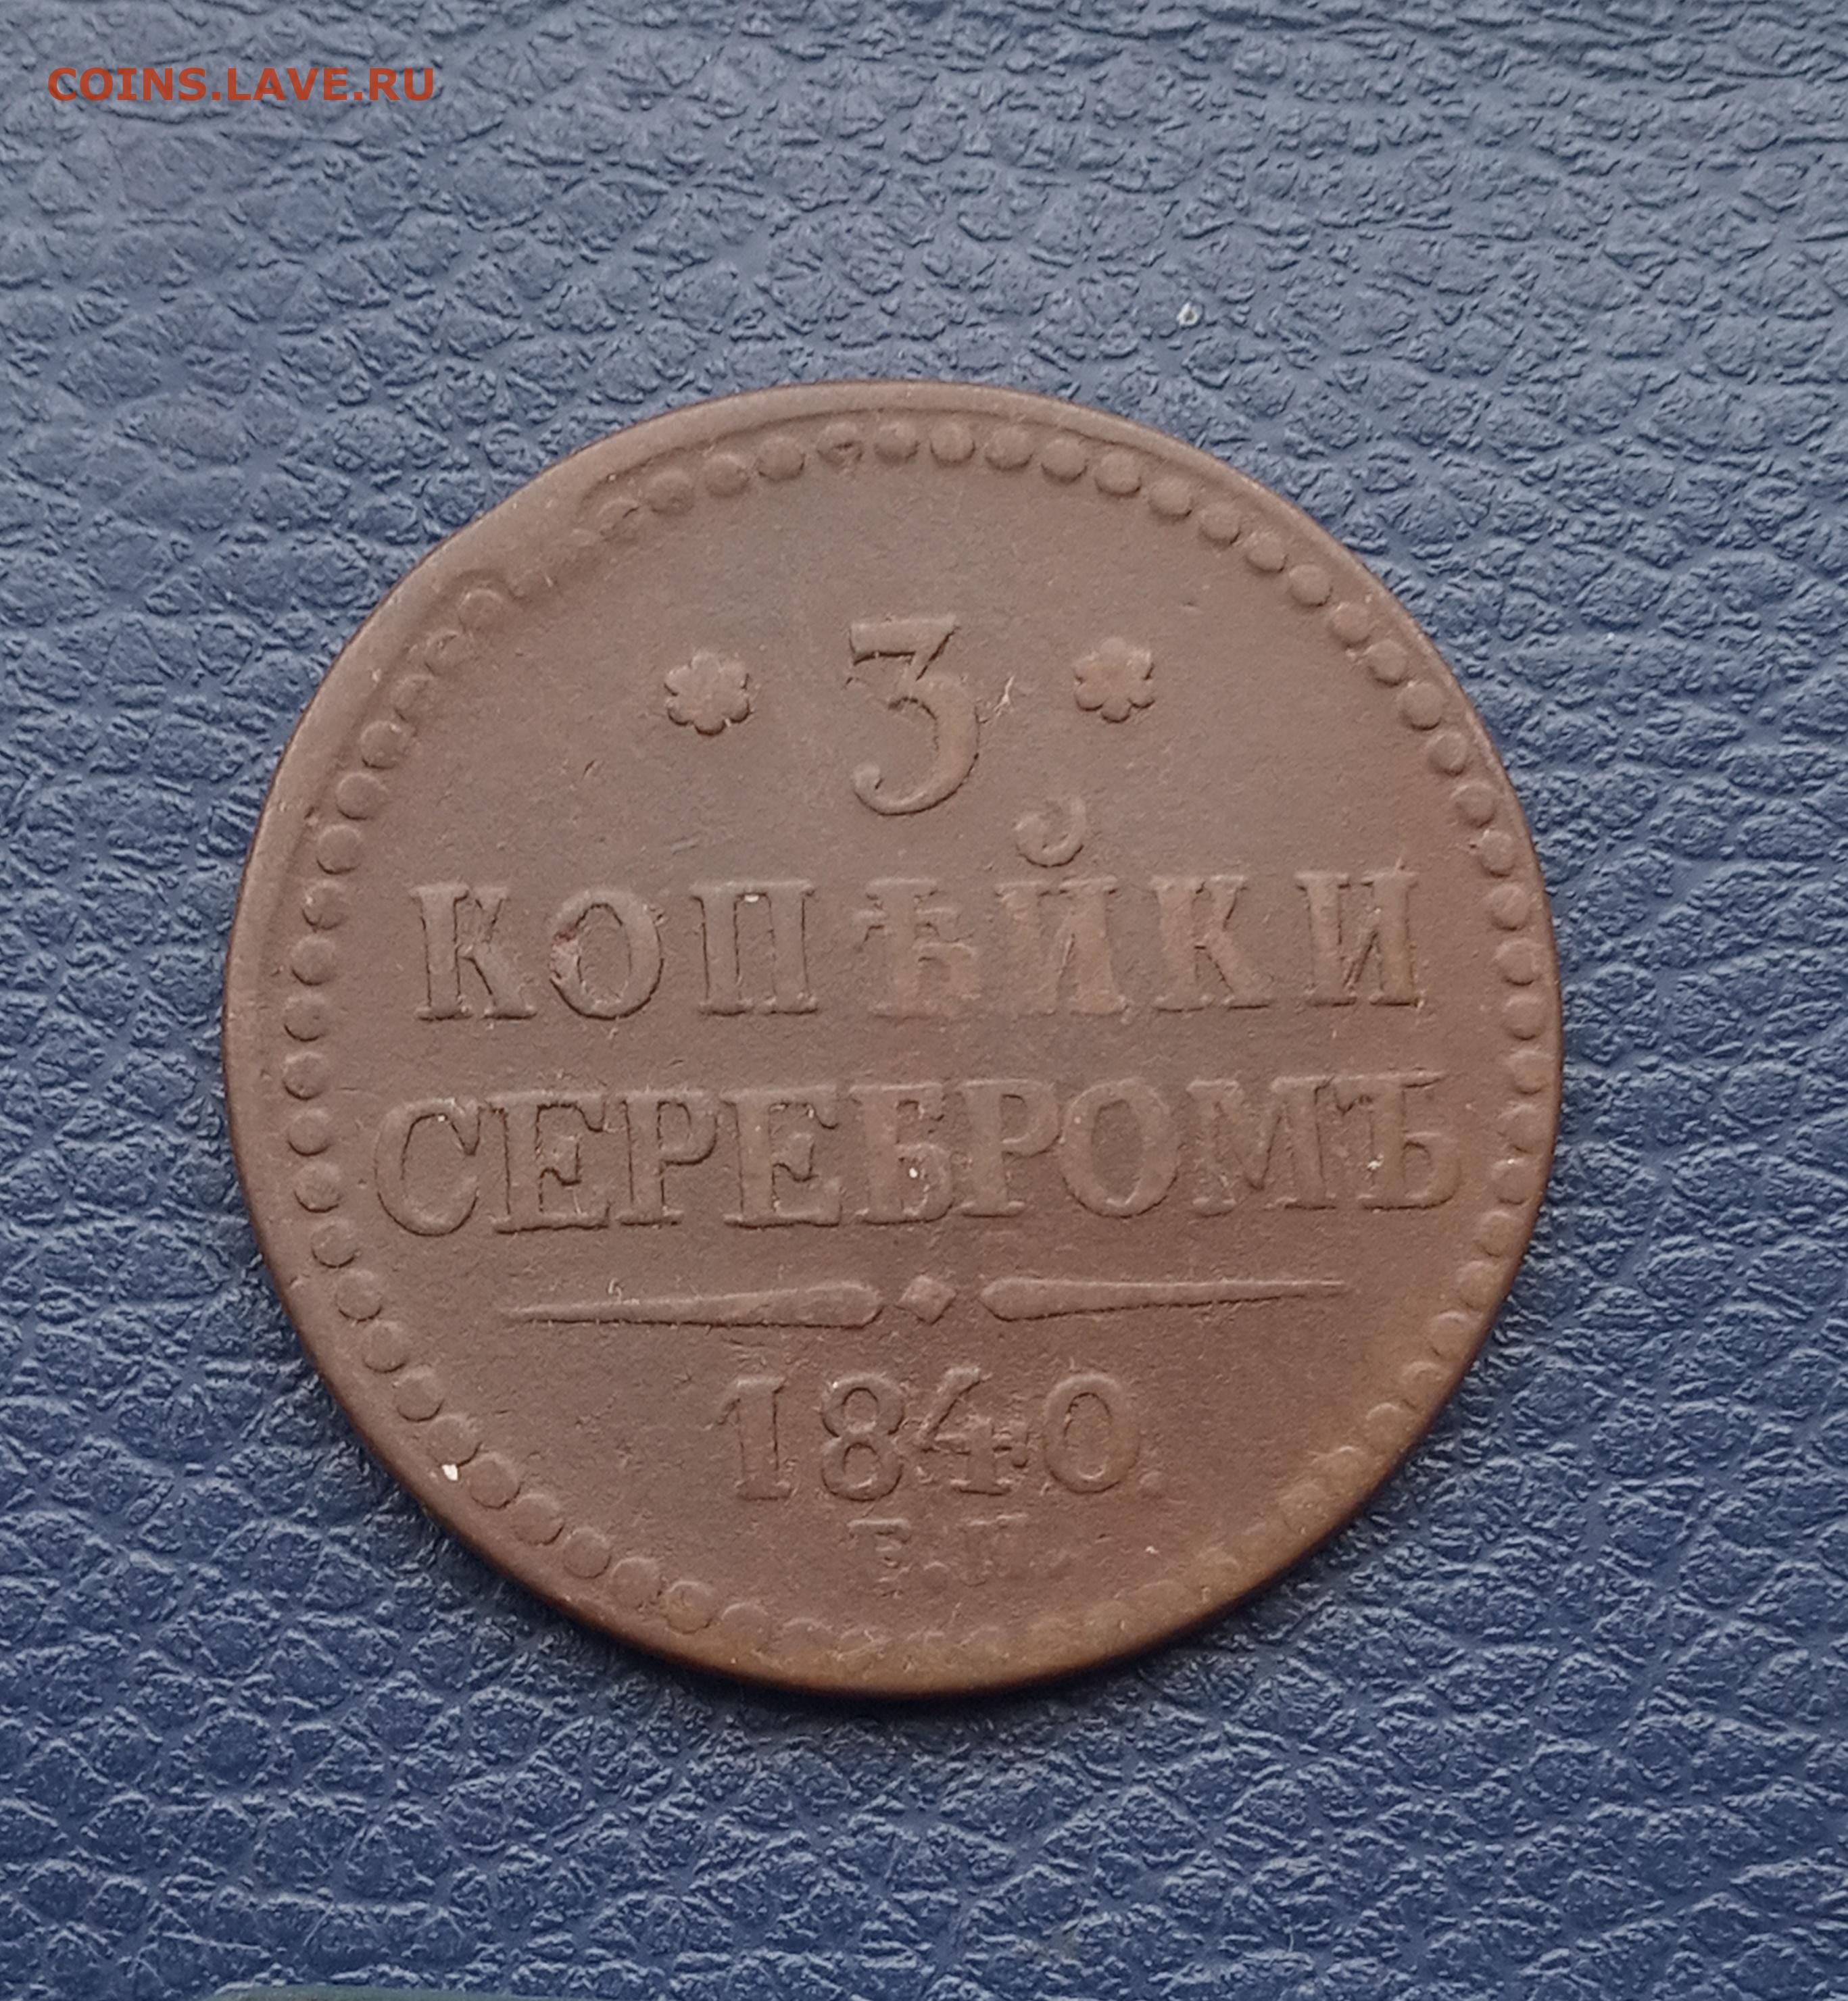 COINS.LAVE.RU
* 3 *
КОПѢЙКИ
СЕРЕБРОМЪ
1840.
Е.М.